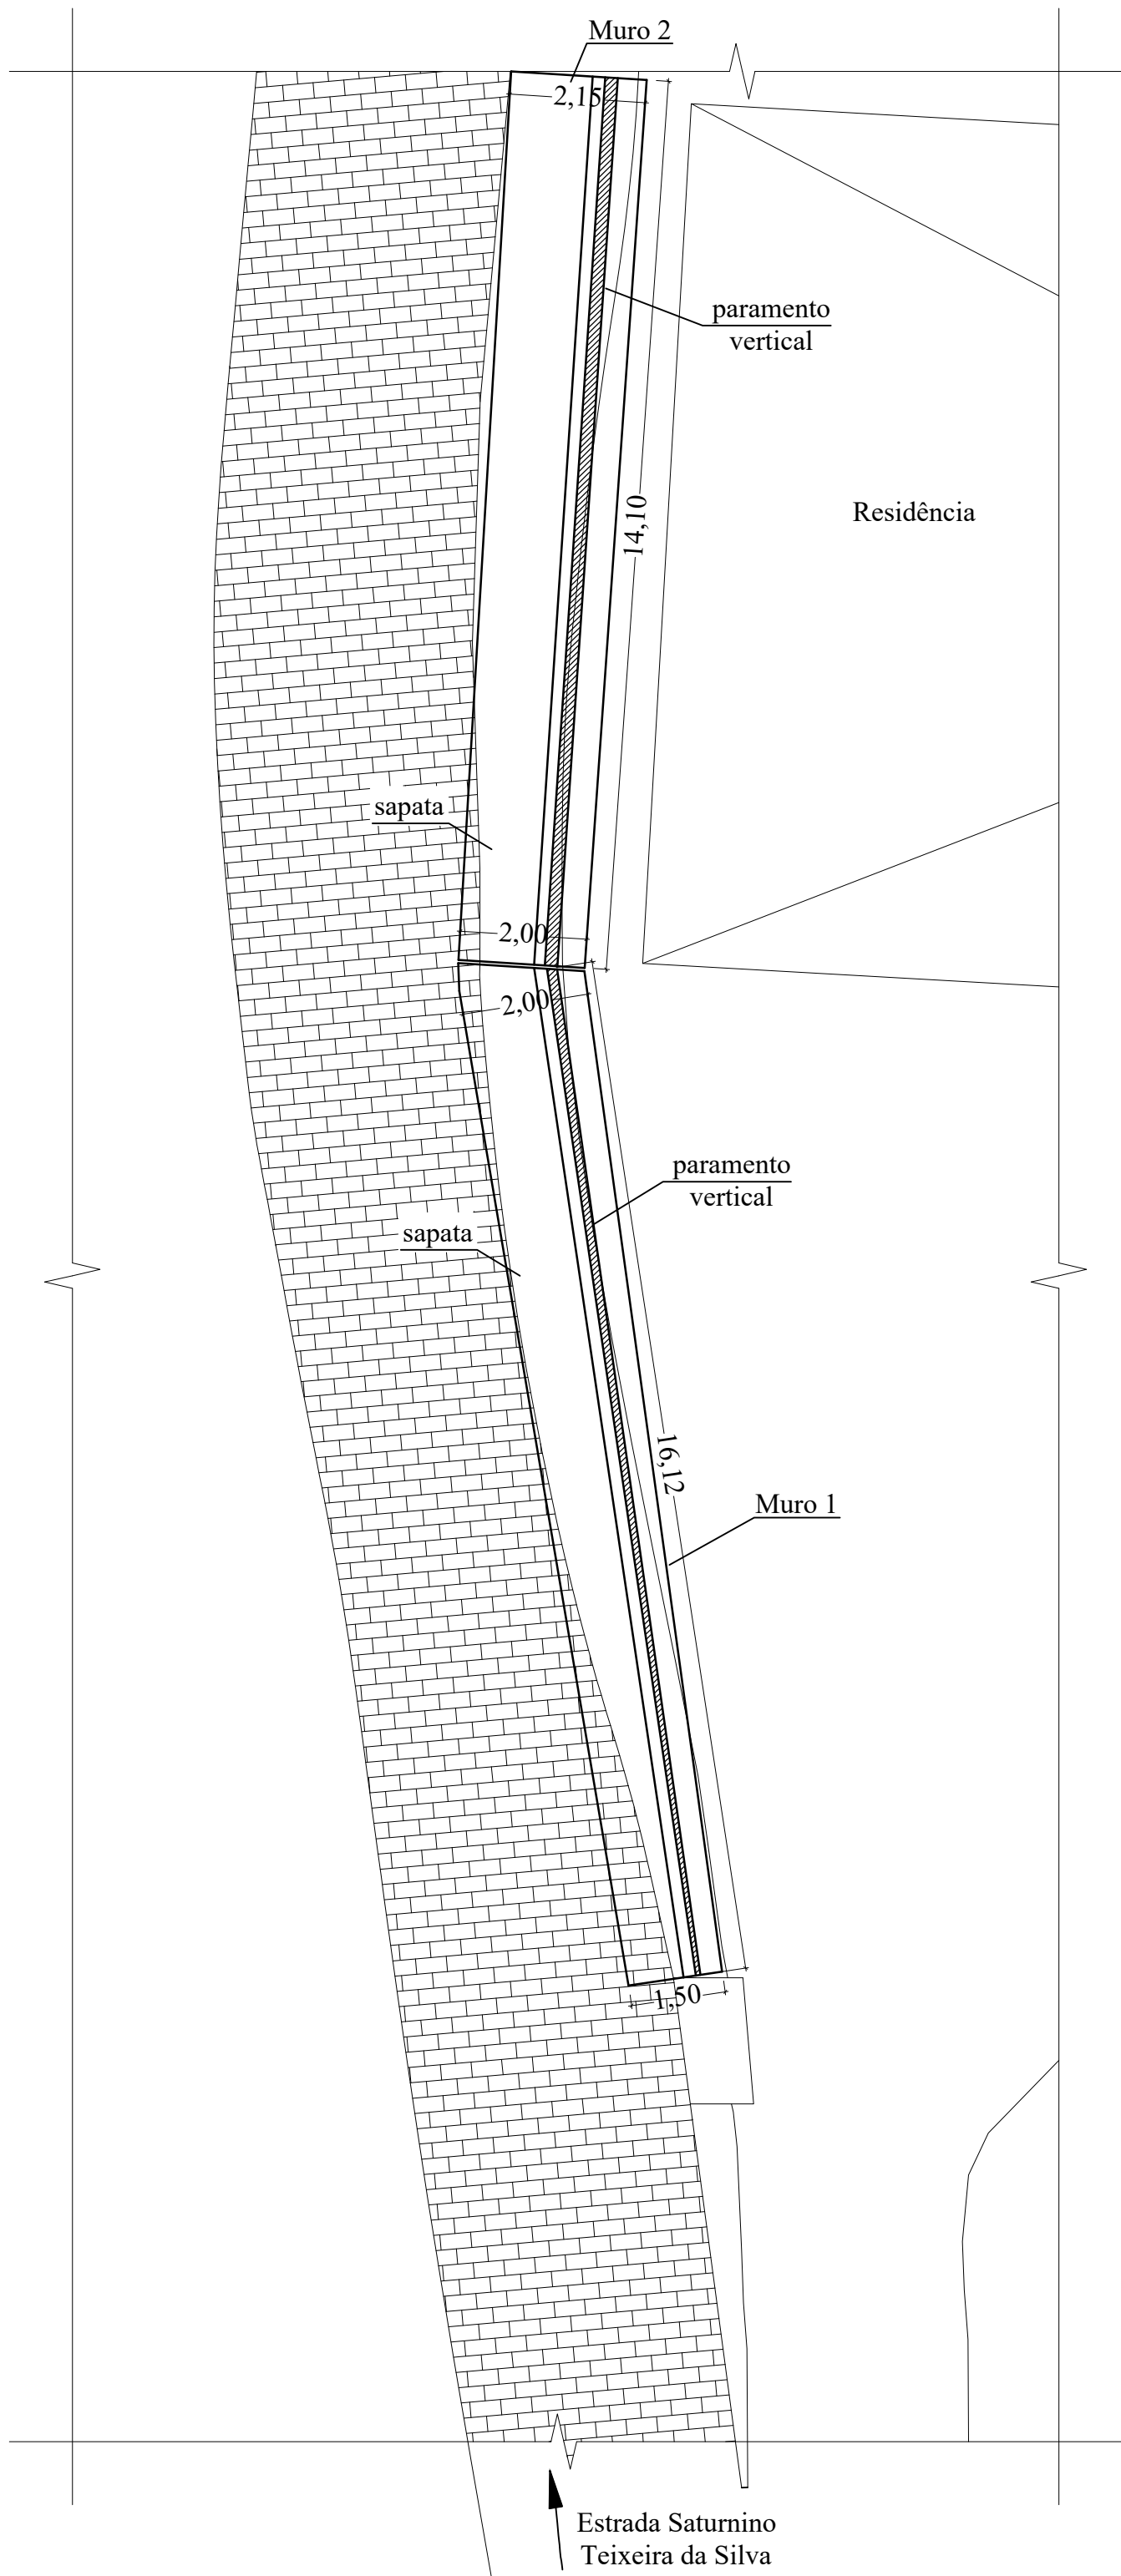 Muro 2
2,15
paramento
vertical
14,10
Residência
sapata
2,00
2,00
paramento
vertical
sapata
16,12
Muro 1
1,50
Estrada Saturnino
Teixeira da Silva